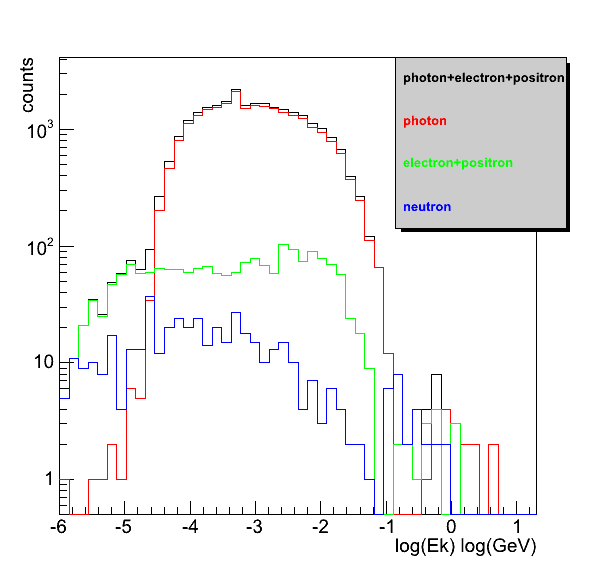 counts
photon+electron+positron
photon
electron+positron
neutron
10³
10²
10
1
-6 -5 -4 -3 -2 -1 0 1
log(Ek) log(GeV)